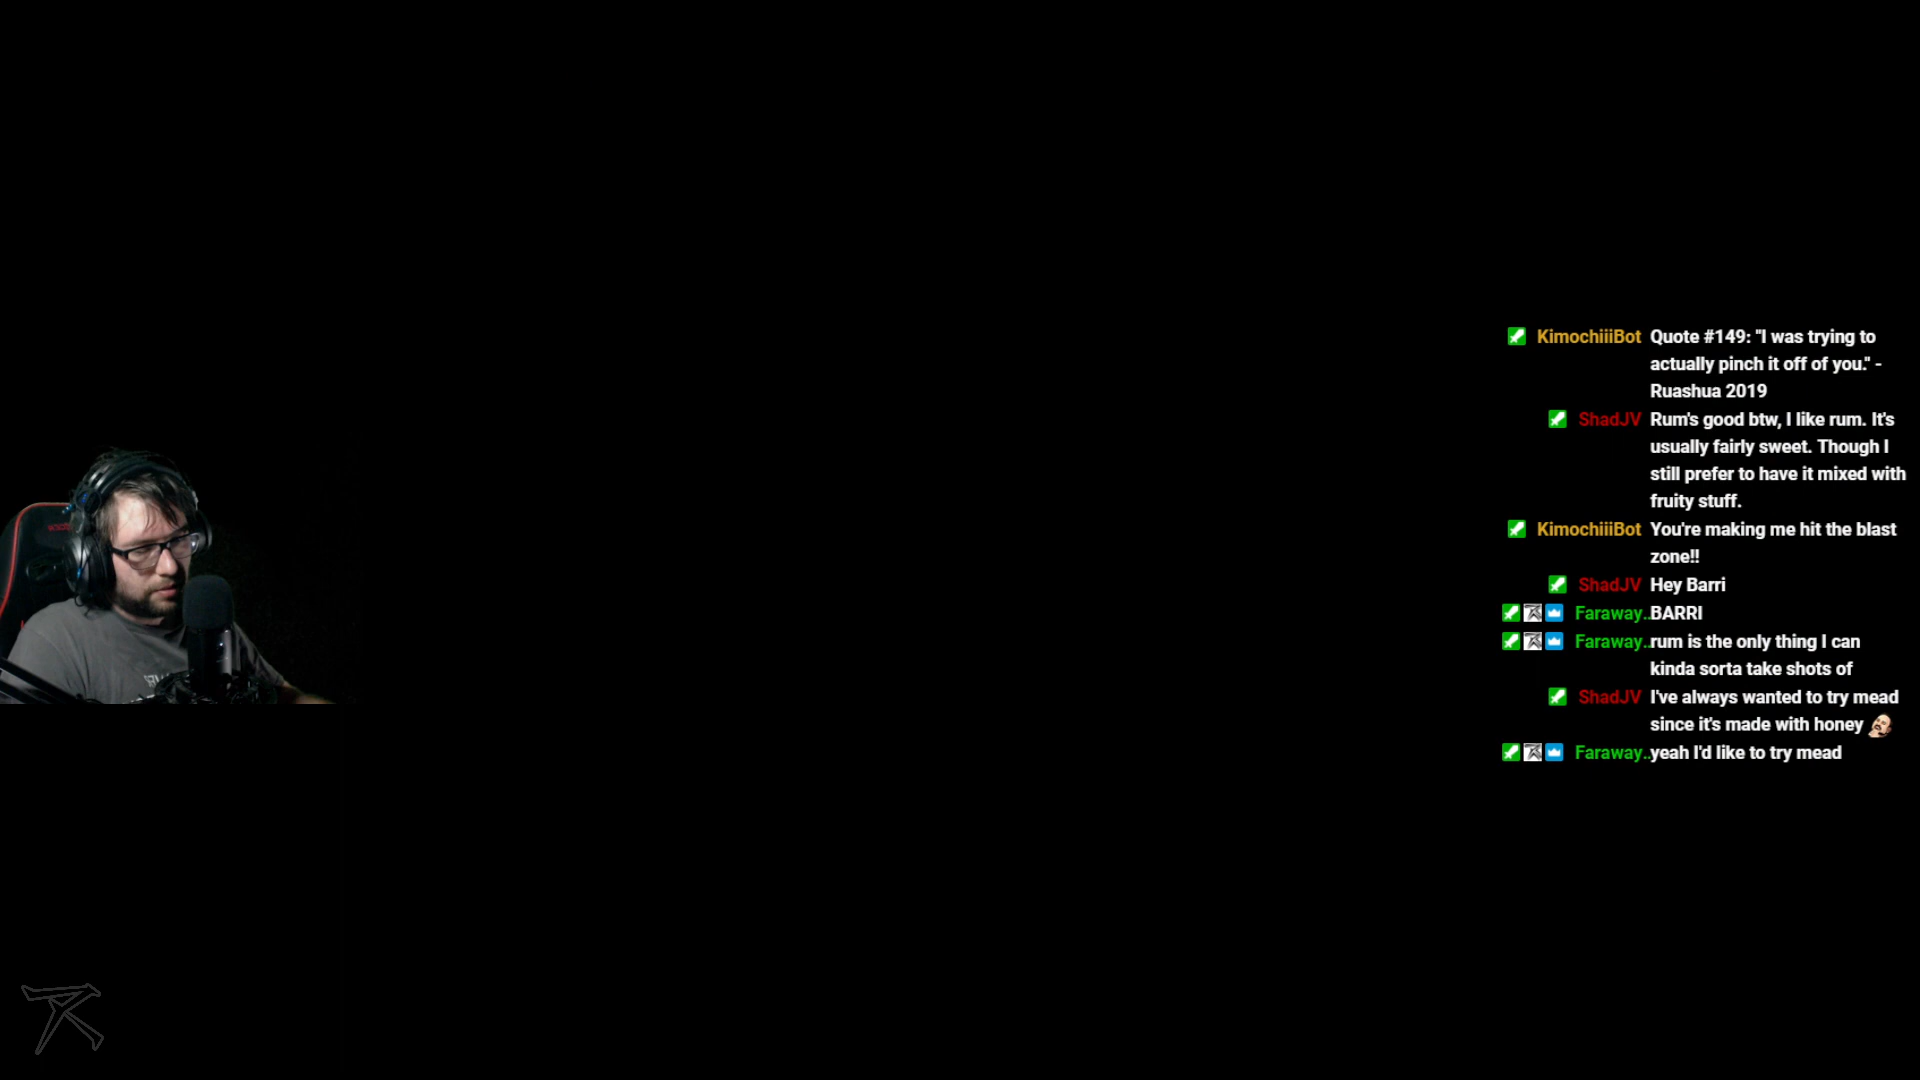 KimochiiiBot Quote #149: "I was trying to
actually pinch it off of you." -
Ruashua 2019
ShadJV Rum's good btw, I like rum. It's
usually fairly sweet. Though I
still prefer to have it mixed with
fruity stuff.
KimochiiiBot You're making me hit the blast
zone!!
ShadJV Hey Barri
Faraway.. BARRI
Faraway.. rum is the only thing I can
kinda sorta take shots of
ShadJV I've always wanted to try mead
since it's made with honey
Faraway.. yeah I'd like to try mead